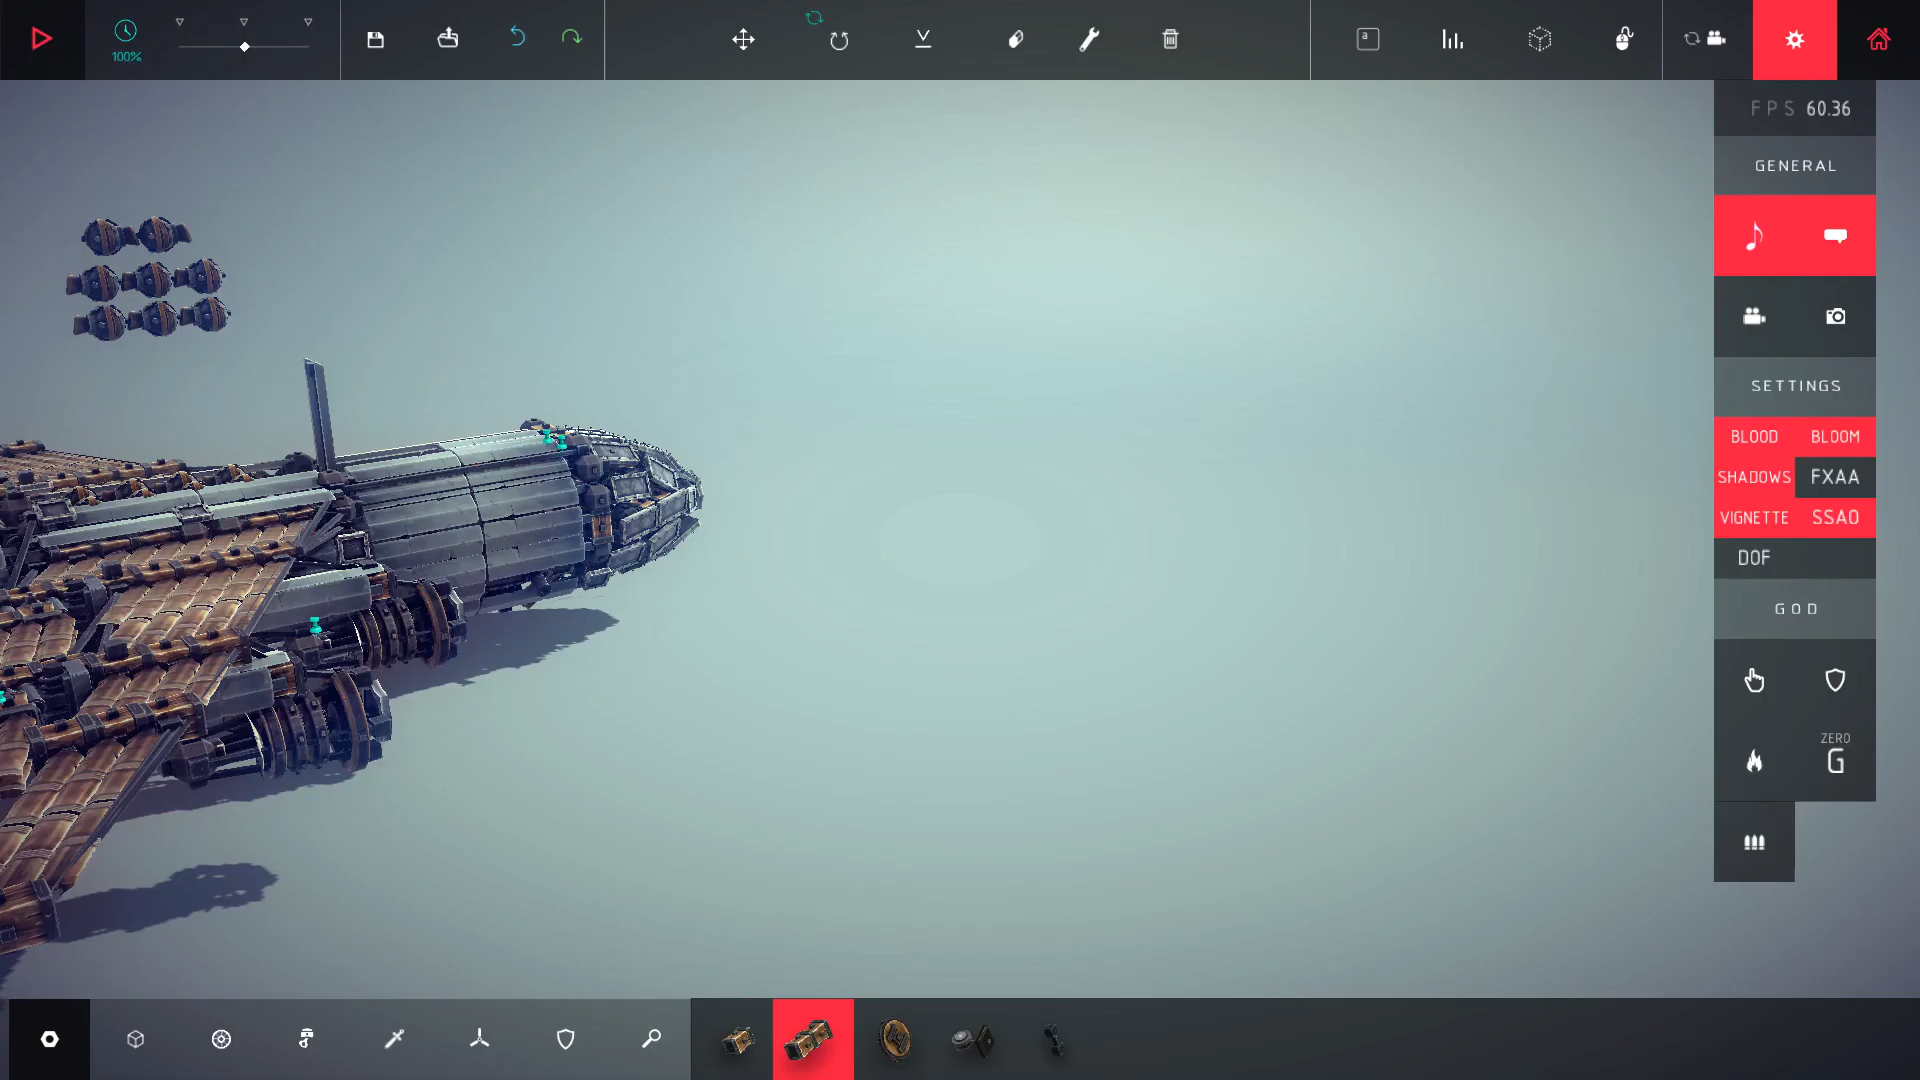 100%
a
FPS 60.36
GENERAL
SETTINGS
BLOOD BLOOM
SHADOWS FXAA
VIGNETTE SSAO
DOF
GOD
ZERO
G